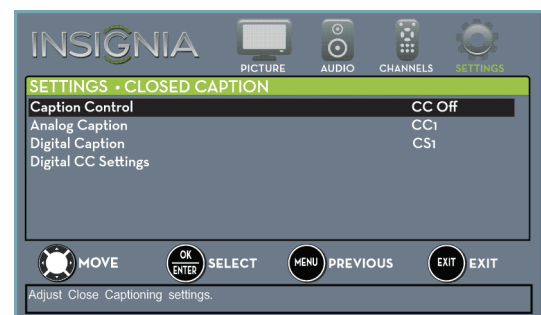 INSIGNIA
PICTURE AUDIO CHANNELS SETTINGS
SETTINGS • CLOSED CAPTION
Caption Control CC Off
Analog Caption CC1
Digital Caption CS1
Digital CC Settings
MOVE OK ENTER SELECT MENU PREVIOUS EXIT EXIT
Adjust Close Captioning settings.